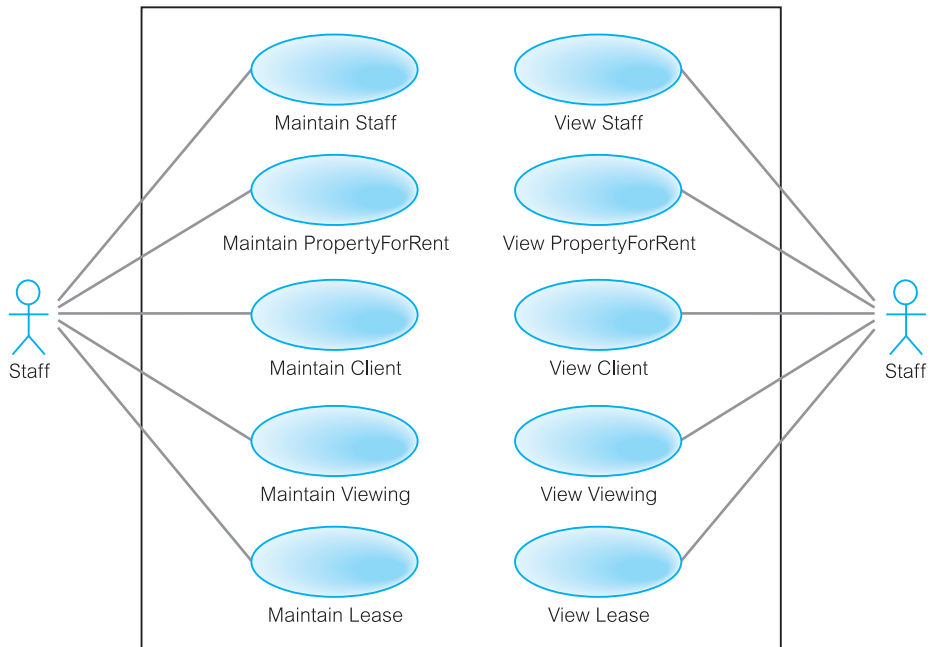 Maintain Staff
View Staff
Maintain PropertyForRent
View PropertyForRent
Staff
Maintain Client
View Client
Staff
Maintain Viewing
View Viewing
Maintain Lease
View Lease